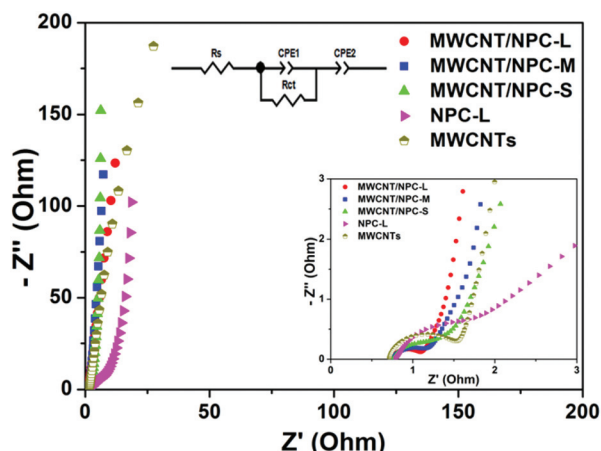 200
150
100
50
0
- Z'' (Ohm)
0
50
100
150
200
Z' (Ohm)
Rs
CPE1
CPE2
Rct
MWCNT/NPC-L
MWCNT/NPC-M
MWCNT/NPC-S
NPC-L
MWCNTs
3
2
1
0
- Z'' (Ohm)
0
1
2
3
Z' (Ohm)
MWCNT/NPC-L
MWCNT/NPC-M
MWCNT/NPC-S
NPC-L
MWCNTs